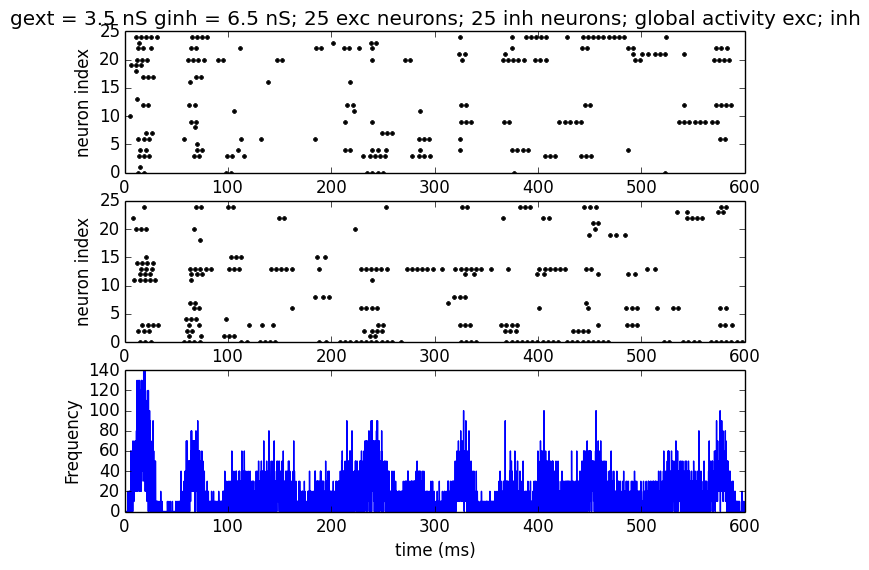 gext = 3.5 nS ginh = 6.5 nS; 25 exc neurons; 25 inh neurons; global activity exc; inh
25
20
15
10
5
0
neuron index
0 100 200 300 400 500 600
25
20
15
10
5
0
neuron index
0 100 200 300 400 500 600
140
120
100
80
60
40
20
0
Frequency
0 100 200 300 400 500 600
time (ms)